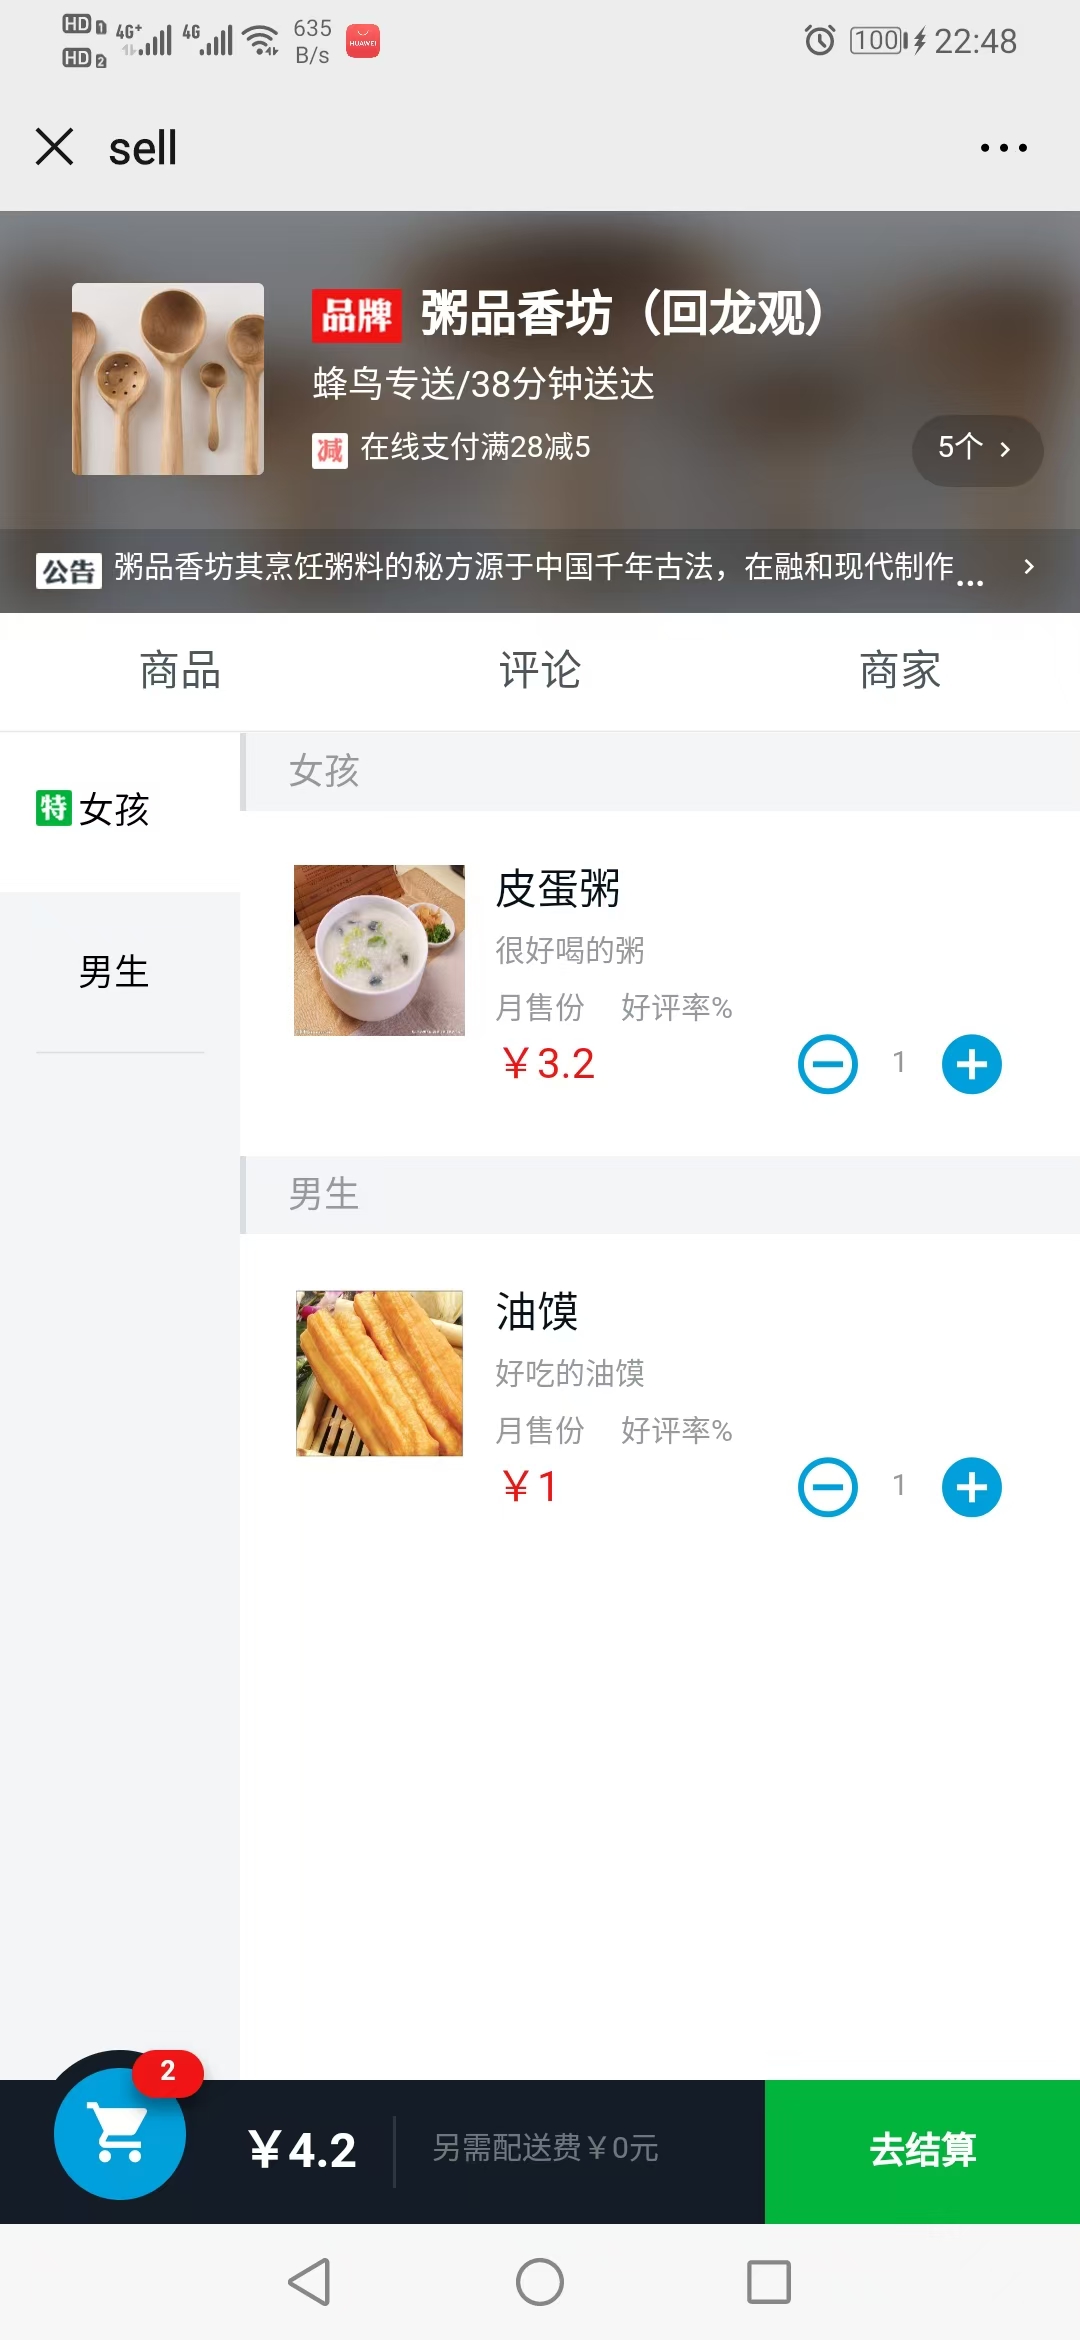 HD 1 4G+ 4G 635 B/s HUAWEI 100 22:48
HD 2
sell
品牌 粥品香坊（回龙观）
蜂鸟专送/38分钟送达
减 在线支付满28减5 5个
公告 粥品香坊其烹饪粥料的秘方源于中国千年古法，在融和现代制作...
商品 评论 商家
特 女孩
男生
女孩
皮蛋粥
很好喝的粥
月售份 好评率%
￥3.2 1
男生
油馍
好吃的油馍
月售份 好评率%
￥1 1
2
￥4.2 另需配送费￥0元 去结算